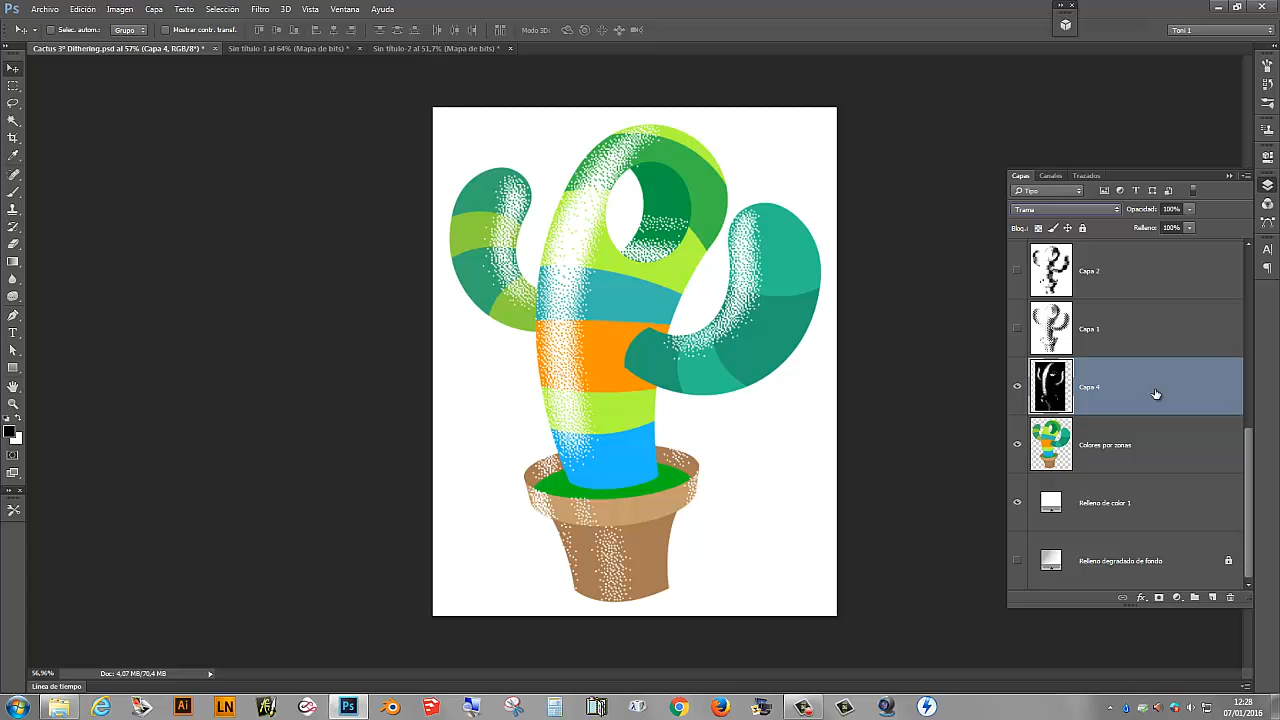 Ps Archivo Edición Imagen Capa Texto Selección Filtro 3D Vista Ventana Ayuda
Selec. autom.: Grupo Mostrar contr. transf. Modo 3D: Toni 1
Cactus 3º Dithering.psd al 57% (Capa 4, RGB/8*) * × Sin título-1 al 64% (Mapa de bits) * × Sin título-2 al 51,7% (Mapa de bits) * ×
Capas Canales Trazados
Tipo
Trama Opacidad: 100%
Bloq.: Relleno: 100%
Capa 2
Capa 1
Capa 4
Colores por zonas
Relleno de color 1
Relleno degradado de fondo
56,96% Doc: 4,07 MB/70,4 MB
Línea de tiempo
Ai LN Ps
12:28
07/01/2016